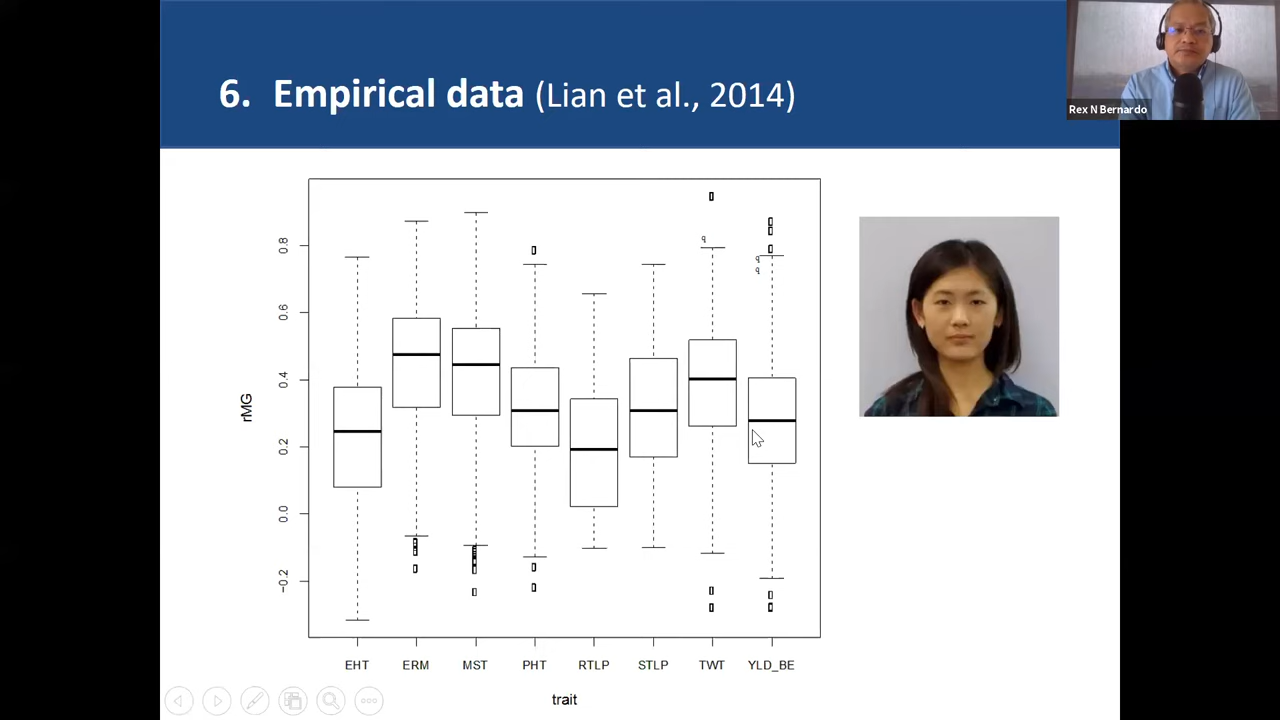 6. Empirical data (Lian et al., 2014)
Rex N Bernardo
0.8
0.6
0.4
0.2
0.0
−0.2
rMG
EHT ERM MST PHT RTLP STLP TWT YLD_BE
trait